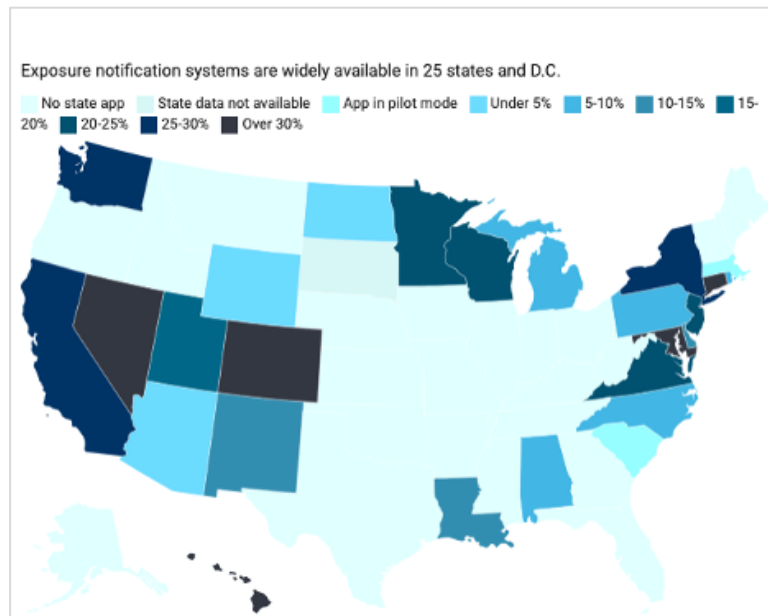 Exposure notification systems are widely available in 25 states and D.C.
No state app State data not available App in pilot mode Under 5% 5-10% 10-15% 15-
20% 20-25% 25-30% Over 30%